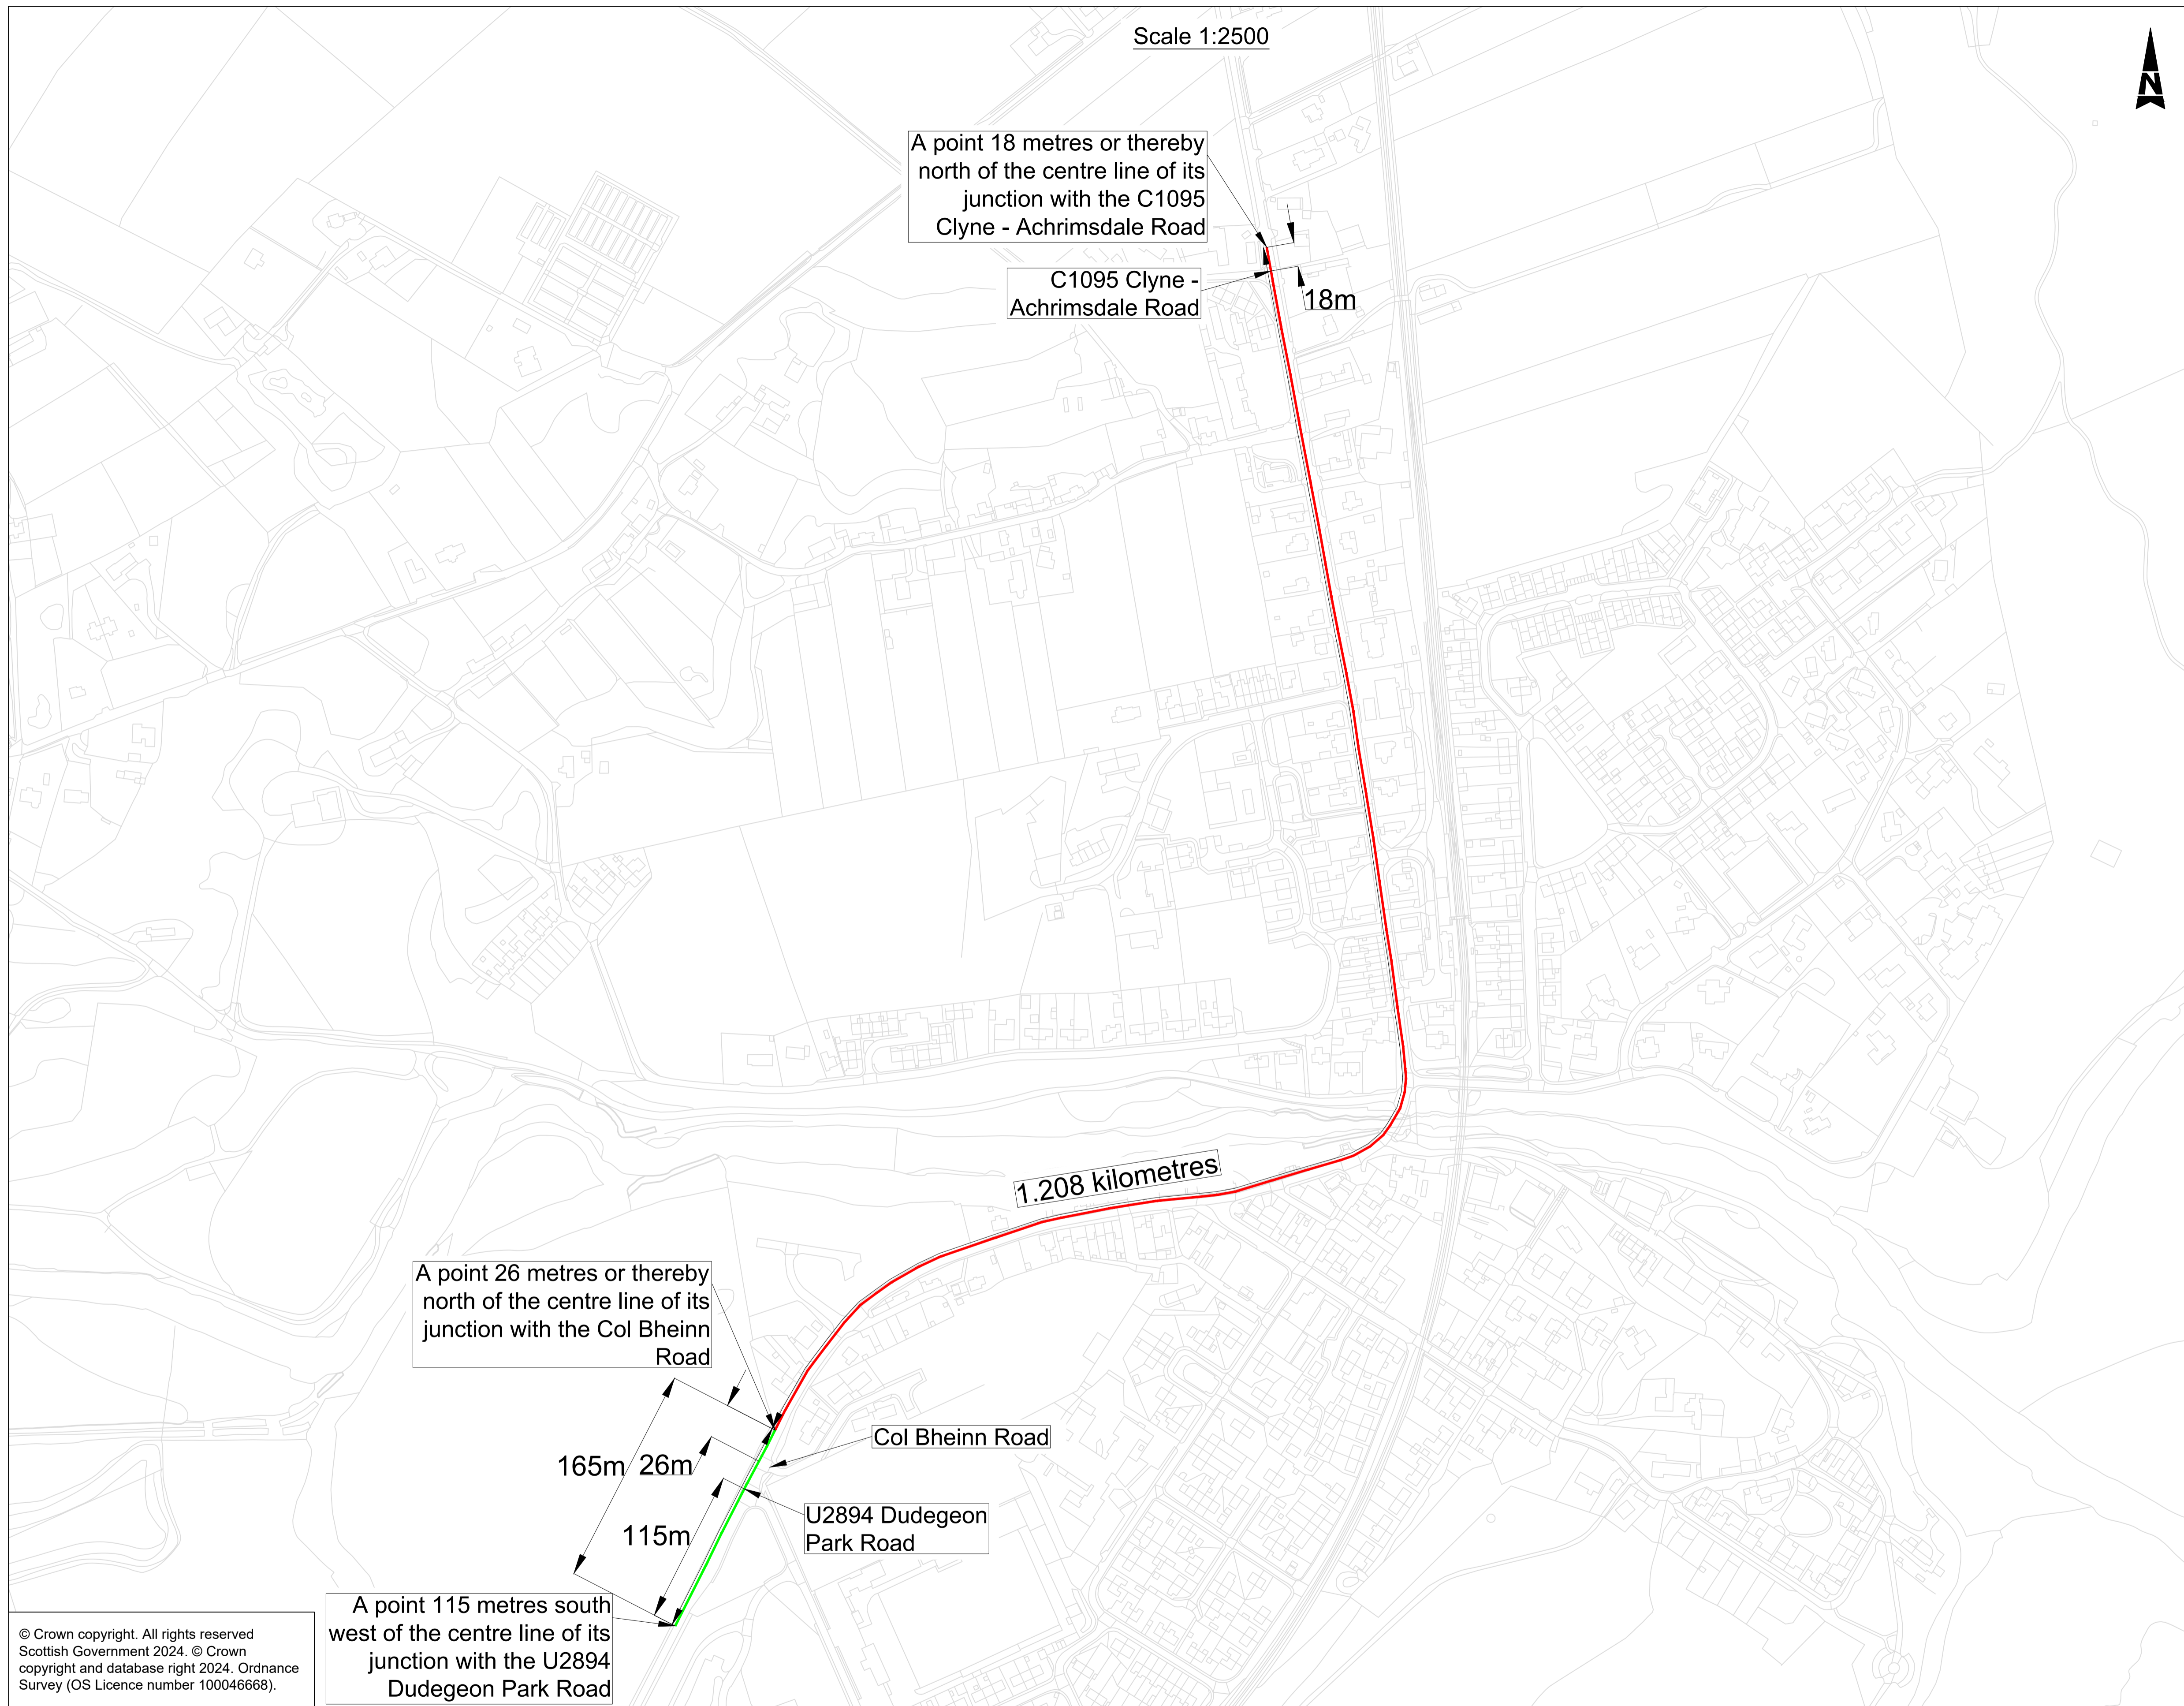 Scale 1:2500
N
A point 18 metres or thereby
north of the centre line of its
junction with the C1095
Clyne - Achrimsdale Road
C1095 Clyne -
Achrimsdale Road
18m
1.208 kilometres
A point 26 metres or thereby
north of the centre line of its
junction with the Col Bheinn
Road
Col Bheinn Road
165m
26m
U2894 Dudegeon
Park Road
115m
A point 115 metres south
west of the centre line of its
junction with the U2894
Dudegeon Park Road
© Crown copyright. All rights reserved
Scottish Government 2024. © Crown
copyright and database right 2024. Ordnance
Survey (OS Licence number 100046668).